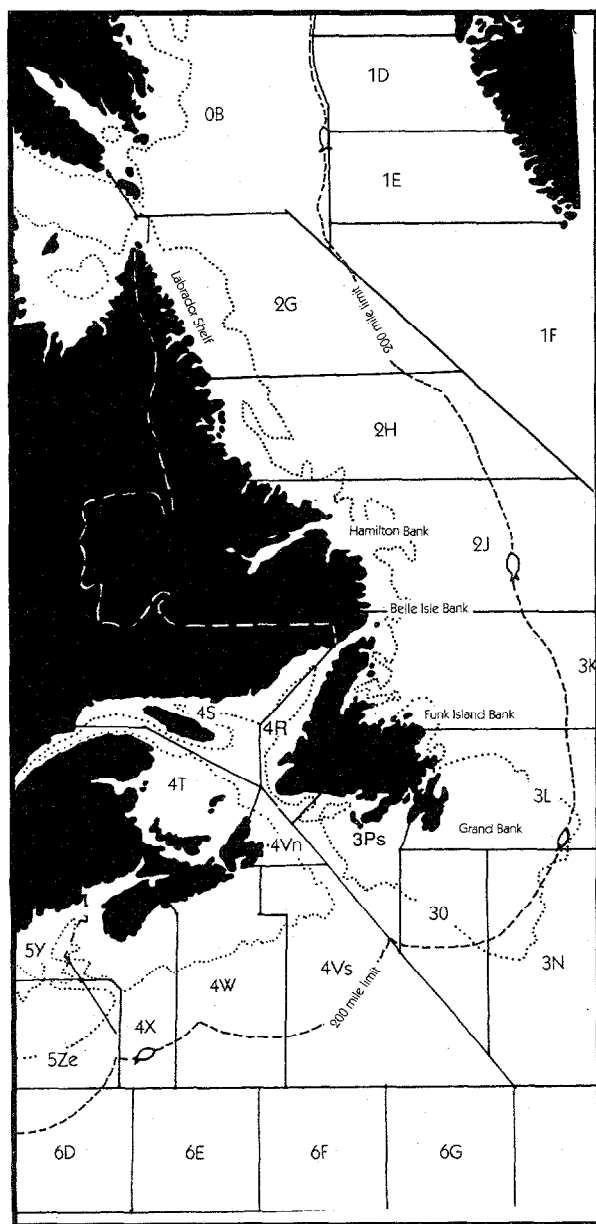 1D
0B
1E
Labrador Shelf
2G
200 mile limit
1F
2H
Hamilton Bank
2J
Belle Isle Bank
3K
4S
4R
Funk Island Bank
4T
3L
Grand Bank
4Vn
3Ps
30
5Y
3N
4W
4Vs
200 mile limit
4X
5Ze
6D
6E
6F
6G